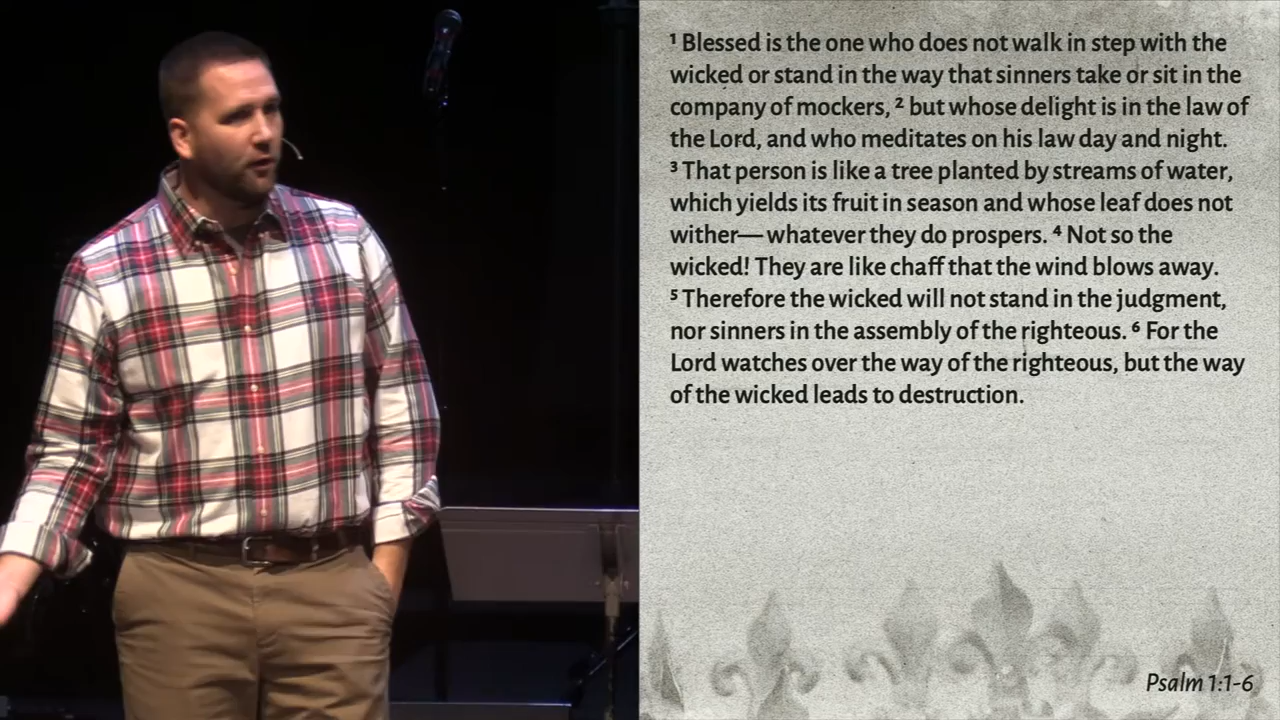 ¹ Blessed is the one who does not walk in step with the
wicked or stand in the way that sinners take or sit in the
company of mockers, ² but whose delight is in the law of
the Lord, and who meditates on his law day and night.
³ That person is like a tree planted by streams of water,
which yields its fruit in season and whose leaf does not
wither—whatever they do prospers. ⁴ Not so the
wicked! They are like chaff that the wind blows away.
⁵ Therefore the wicked will not stand in the judgment,
nor sinners in the assembly of the righteous. ⁶ For the
Lord watches over the way of the righteous, but the way
of the wicked leads to destruction.
Psalm 1:1-6